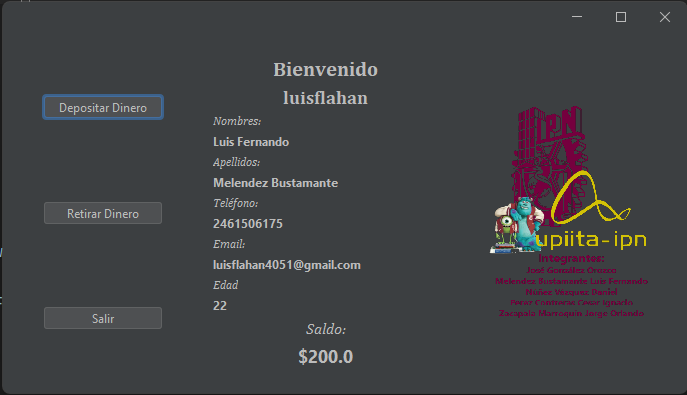 Bienvenido
luisflahan
Depositar Dinero
Nombres:
Luis Fernando
Apellidos:
Melendez Bustamante
Teléfono:
2461506175
Retirar Dinero
Email:
luisflahan4051@gmail.com
Edad
22
Salir
Saldo:
$200.0
IPN
upiita-ipn
Integrantes:
José González Orozco
Melendez Bustamante Luis Fernando
Núñez Vásquez Daniel
Perez Contreras Cesar Ignacio
Zacapala Marroquin Jorge Orlando